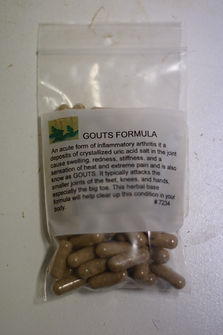 GOUTS FORMULA
An acute form of inflammatory arthritis it a
deposits of crystallized uric acid salt in the joint
cause swelling, redness, stiffness, and a
sensation of heat and extreme pain and is also
know as GOUTS. It typically attacks the
smaller joints of the feet, knees, and hands,
especially the big toe. This herbal base
formula will help clear up this condition in your
body. # 7234